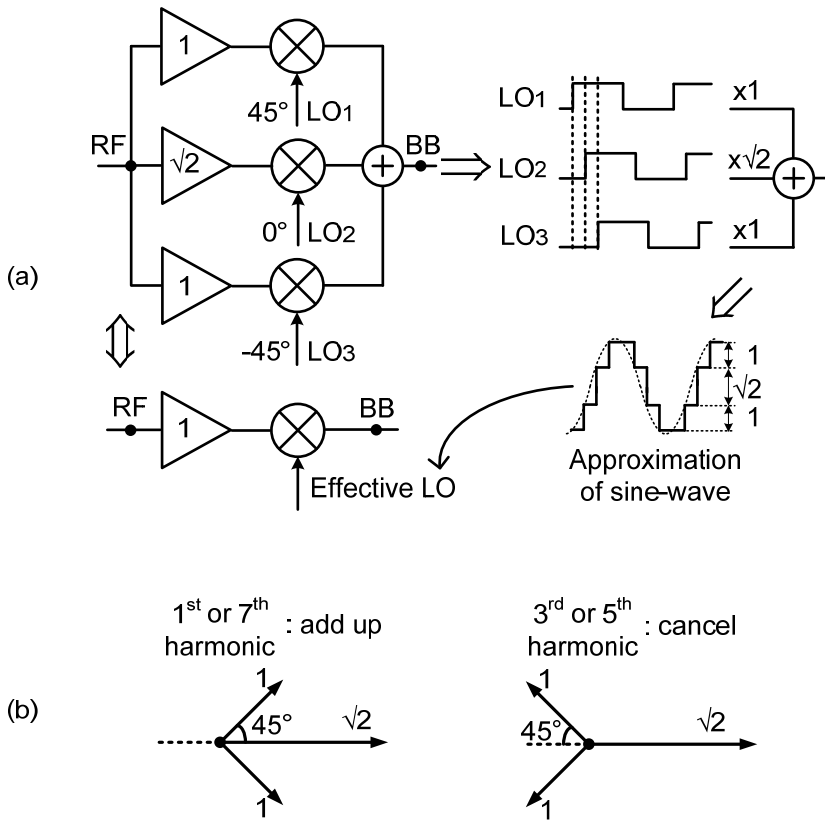 (a)
1
45° LO1
RF
√2
BB
0° LO2
1
-45° LO3
RF
1
BB
Effective LO
LO1
x1
LO2
x√2
LO3
x1
1
√2
1
Approximation
of sine-wave
(b)
1st or 7th
harmonic : add up
1
45°
√2
1
3rd or 5th
harmonic : cancel
1
45°
√2
1